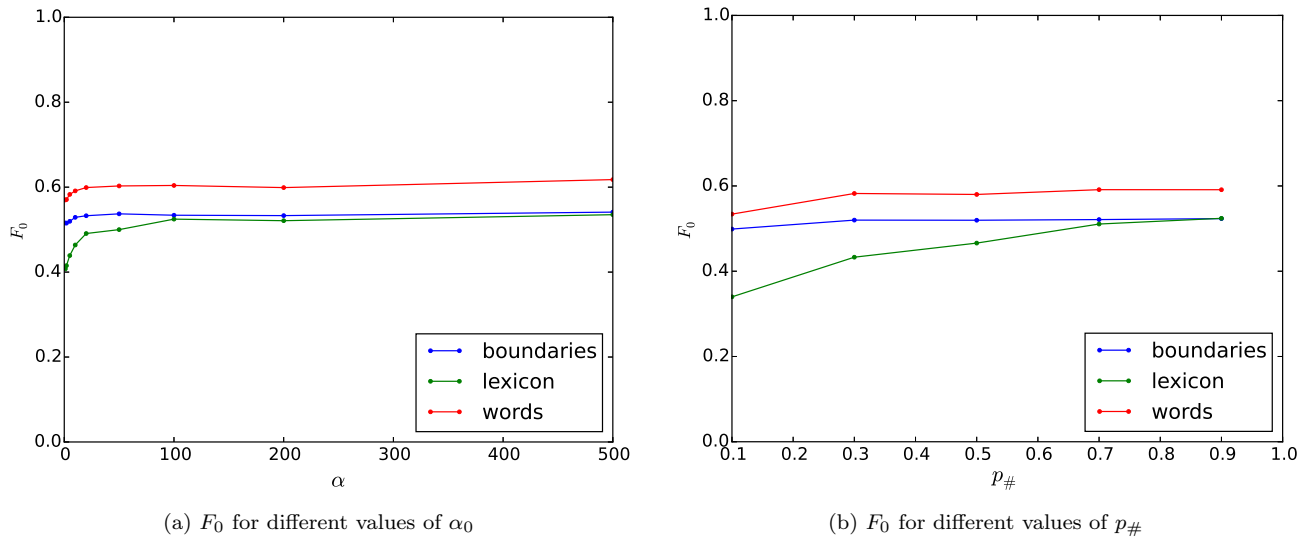 1.0
0.8
0.6
0.4
0.2
0.0
F₀
0 100 200 300 400 500
α
boundaries
lexicon
words
(a) F₀ for different values of α₀
1.0
0.8
0.6
0.4
0.2
0.0
F₀
0.1 0.2 0.3 0.4 0.5 0.6 0.7 0.8 0.9 1.0
p#
boundaries
lexicon
words
(b) F₀ for different values of p#